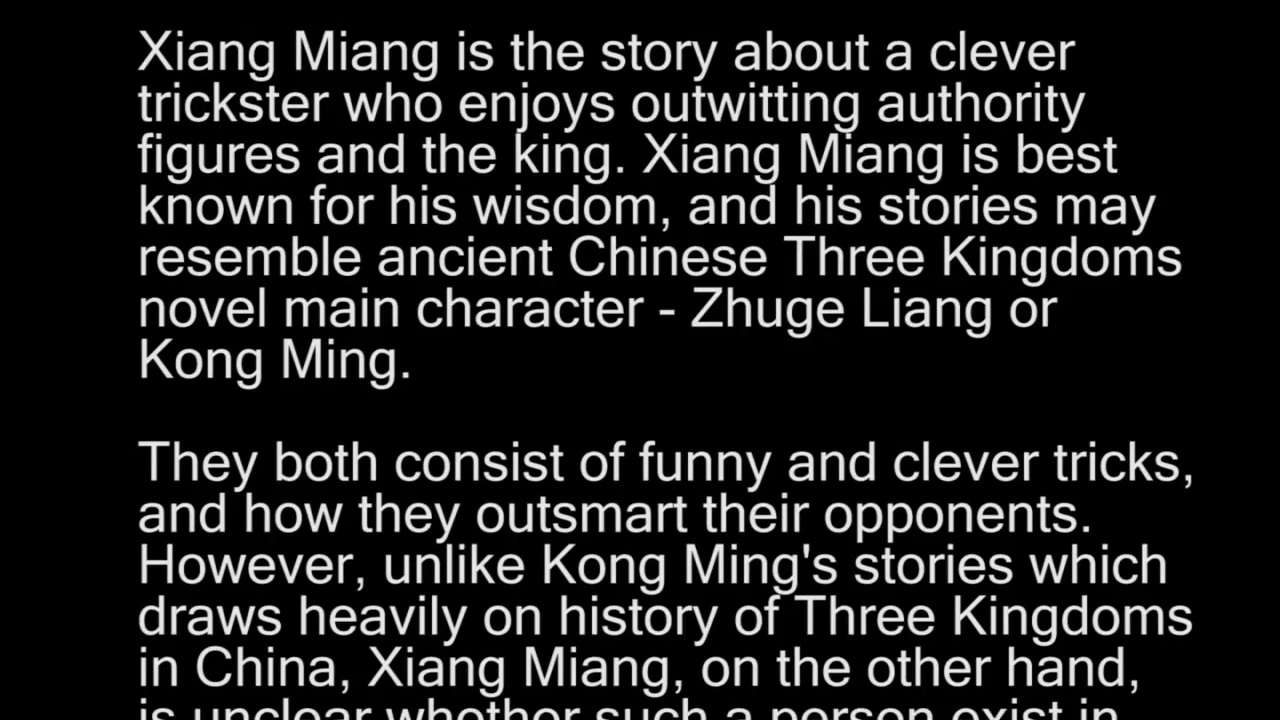 Xiang Miang is the story about a clever
trickster who enjoys outwitting authority
figures and the king. Xiang Miang is best
known for his wisdom, and his stories may
resemble ancient Chinese Three Kingdoms
novel main character - Zhuge Liang or
Kong Ming.
They both consist of funny and clever tricks,
and how they outsmart their opponents.
However, unlike Kong Ming's stories which
draws heavily on history of Three Kingdoms
in China, Xiang Miang, on the other hand,
is unclear whether such a person exist in